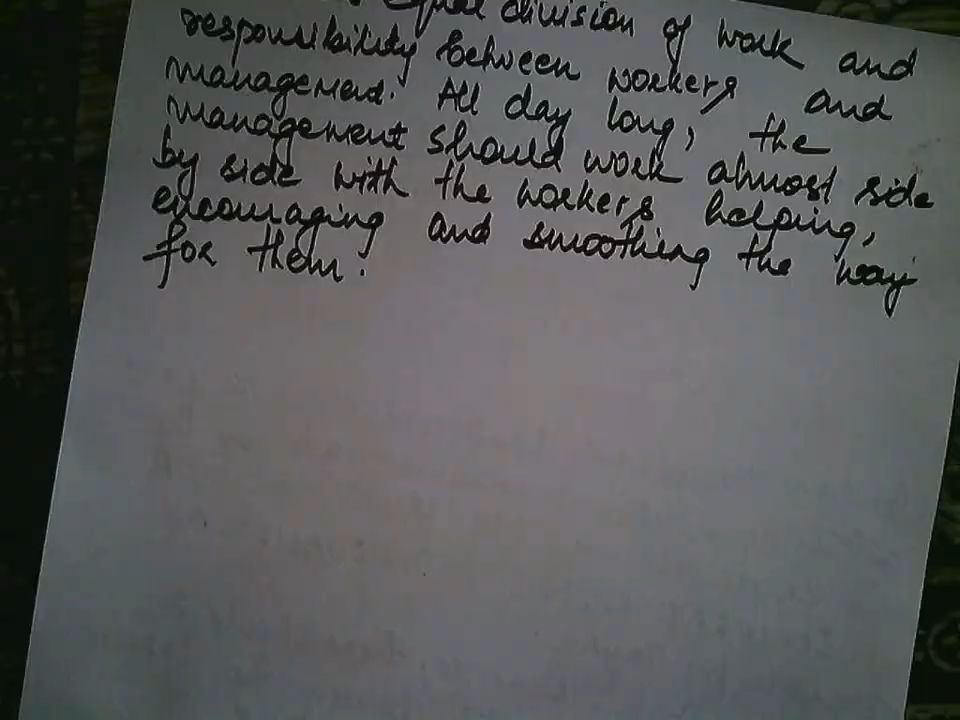 Equal division of work and
responsibility between workers and
management. All day long, the
management should work almost side
by side with the workers helping,
encouraging and smoothing the way
for them.